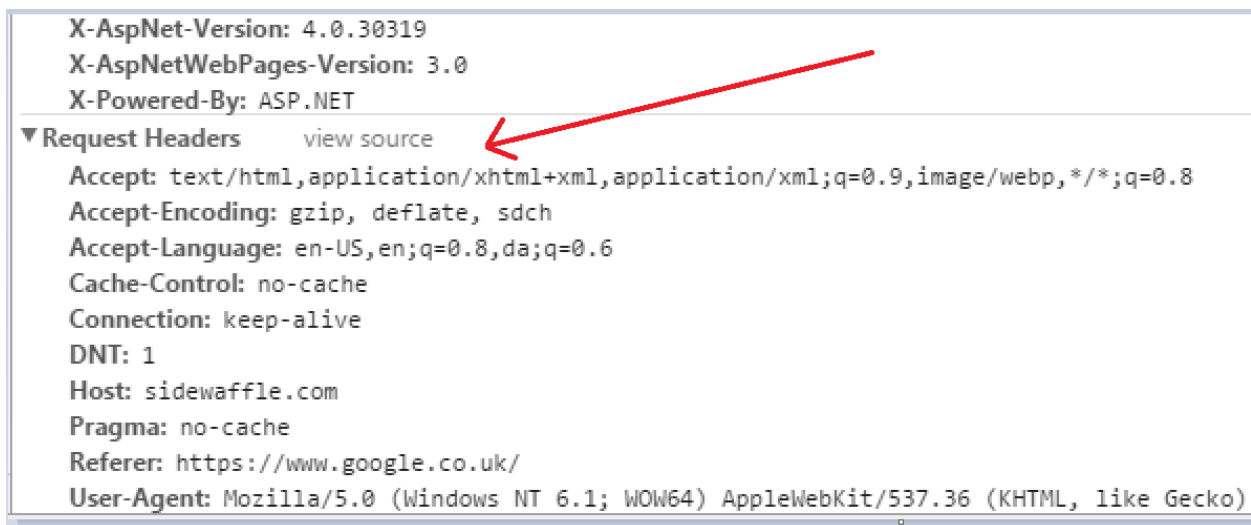 X-AspNet-Version: 4.0.30319
X-AspNetWebPages-Version: 3.0
X-Powered-By: ASP.NET
▼Request Headers view source
Accept: text/html,application/xhtml+xml,application/xml;q=0.9,image/webp,*/*;q=0.8
Accept-Encoding: gzip, deflate, sdch
Accept-Language: en-US,en;q=0.8,da;q=0.6
Cache-Control: no-cache
Connection: keep-alive
DNT: 1
Host: sidewaffle.com
Pragma: no-cache
Referer: https://www.google.co.uk/
User-Agent: Mozilla/5.0 (Windows NT 6.1; WOW64) AppleWebKit/537.36 (KHTML, like Gecko)